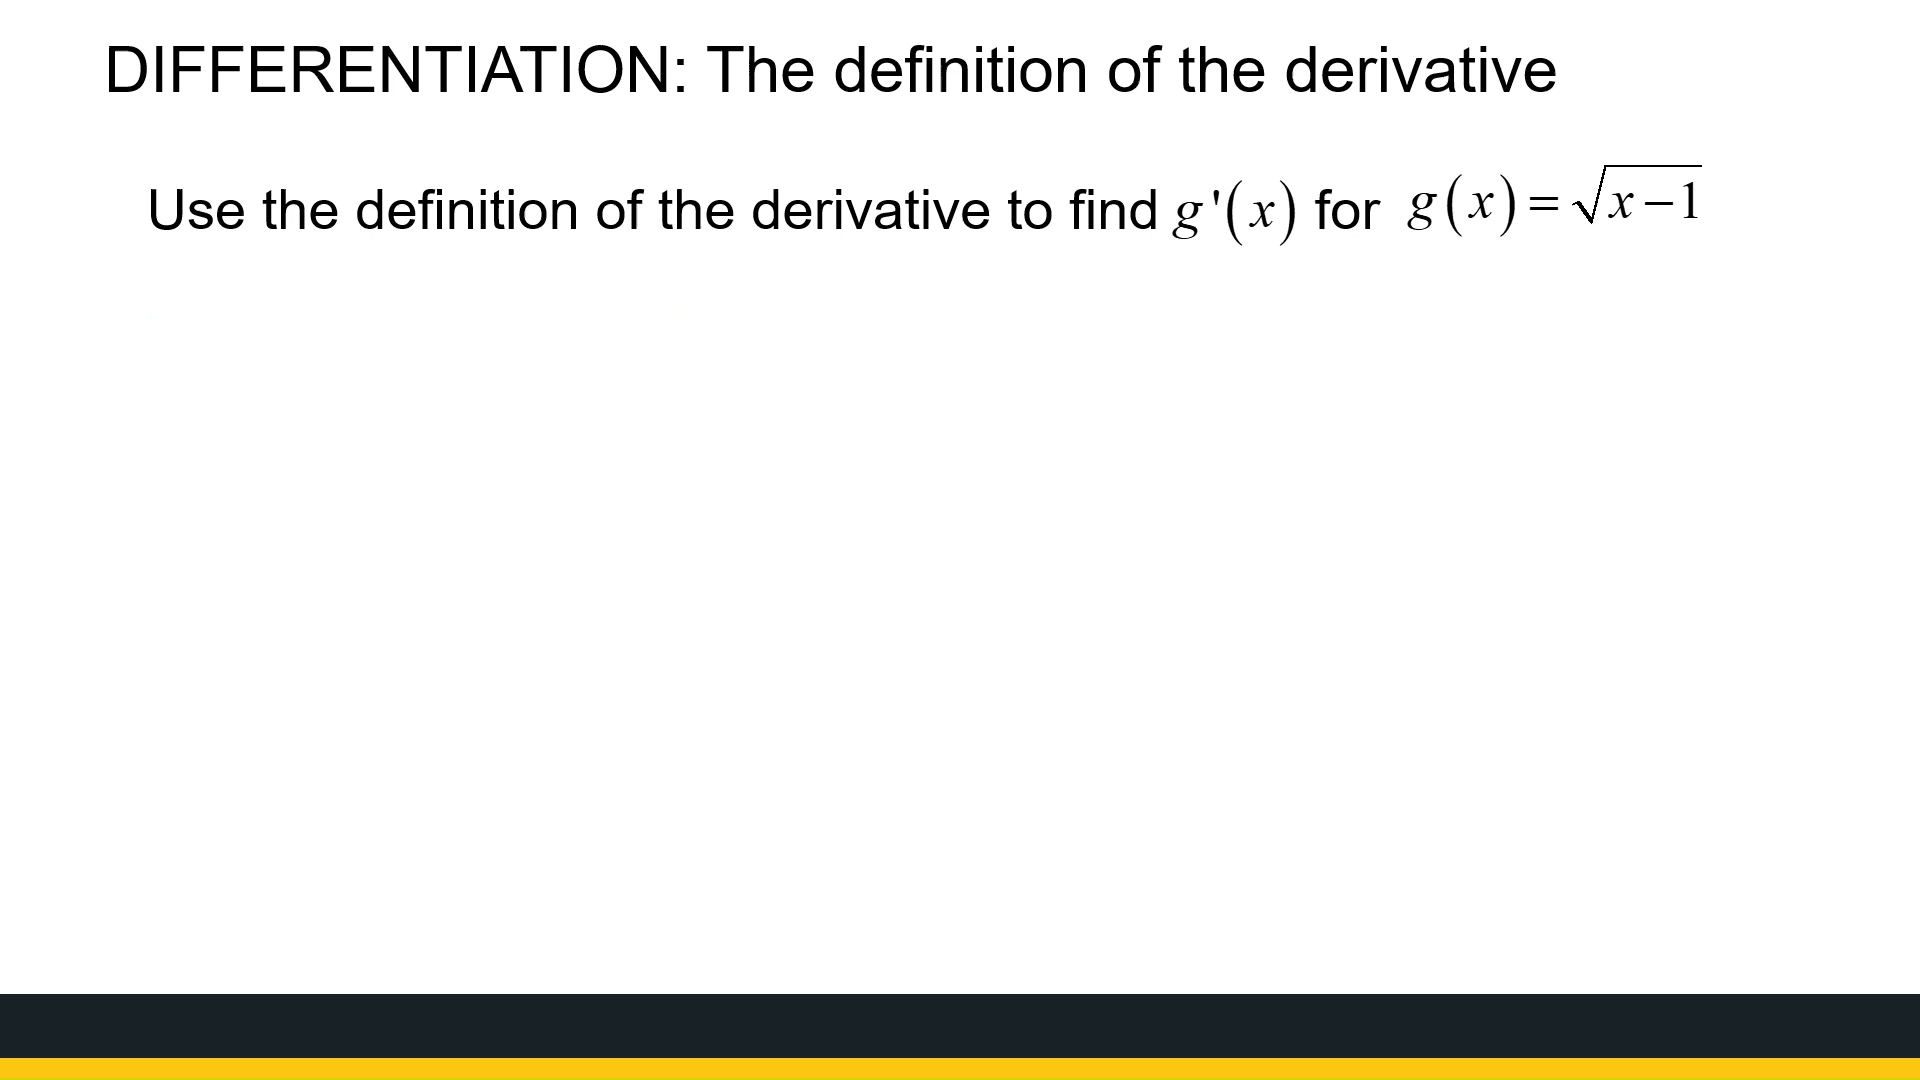 DIFFERENTIATION: The definition of the derivative
Use the definition of the derivative to find g'(x) for g(x) = √x−1